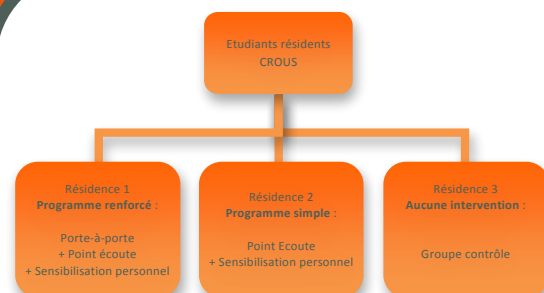 Etudiants résidents
CROUS
Résidence 1
Programme renforcé :
Porte-à-porte
+ Point écoute
+ Sensibilisation personnel
Résidence 2
Programme simple :
Point Ecoute
+ Sensibilisation personnel
Résidence 3
Aucune intervention :
Groupe contrôle